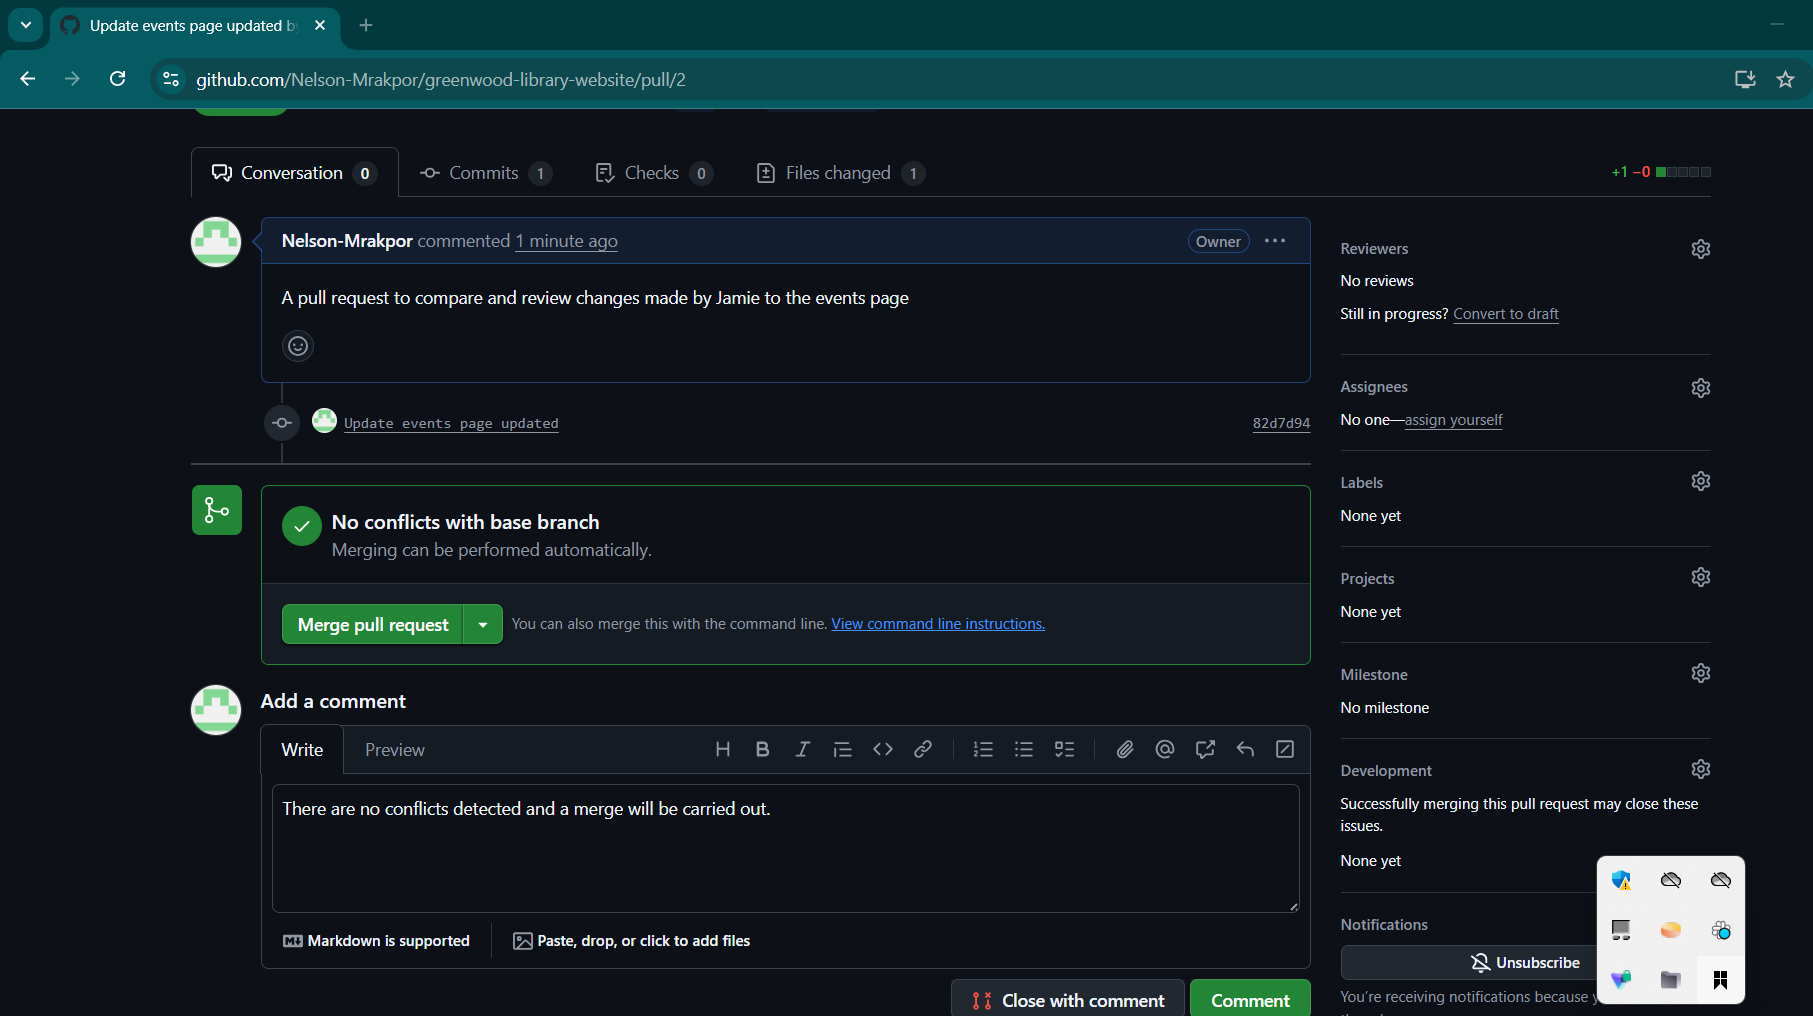 Update events page updated b
github.com/Nelson-Mrakpor/greenwood-library-website/pull/2
Conversation 0
Commits 1
Checks 0
Files changed 1
+1 −0
Nelson-Mrakpor commented 1 minute ago
Owner
A pull request to compare and review changes made by Jamie to the events page
Update events page updated
82d7d94
No conflicts with base branch
Merging can be performed automatically.
Merge pull request
You can also merge this with the command line. View command line instructions.
Add a comment
Write
Preview
There are no conflicts detected and a merge will be carried out.
Markdown is supported
Paste, drop, or click to add files
Close with comment
Comment
Reviewers
No reviews
Still in progress? Convert to draft
Assignees
No one—assign yourself
Labels
None yet
Projects
None yet
Milestone
No milestone
Development
Successfully merging this pull request may close these
issues.
None yet
Notifications
Unsubscribe
You're receiving notifications because